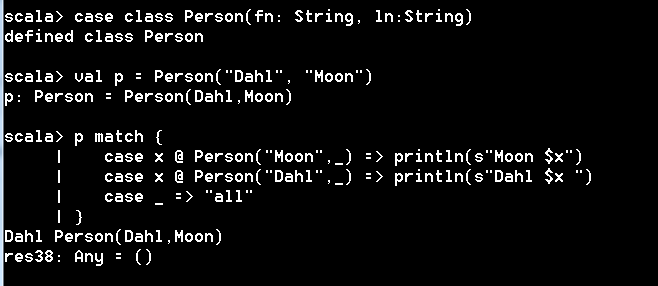 scala> case class Person(fn: String, ln:String)
defined class Person
scala> val p = Person("Dahl", "Moon")
p: Person = Person(Dahl,Moon)
scala> p match {
     |    case x @ Person("Moon",_) => println(s"Moon $x")
     |    case x @ Person("Dahl",_) => println(s"Dahl $x ")
     |    case _ => "all"
     | }
Dahl Person(Dahl,Moon)
res38: Any = ()